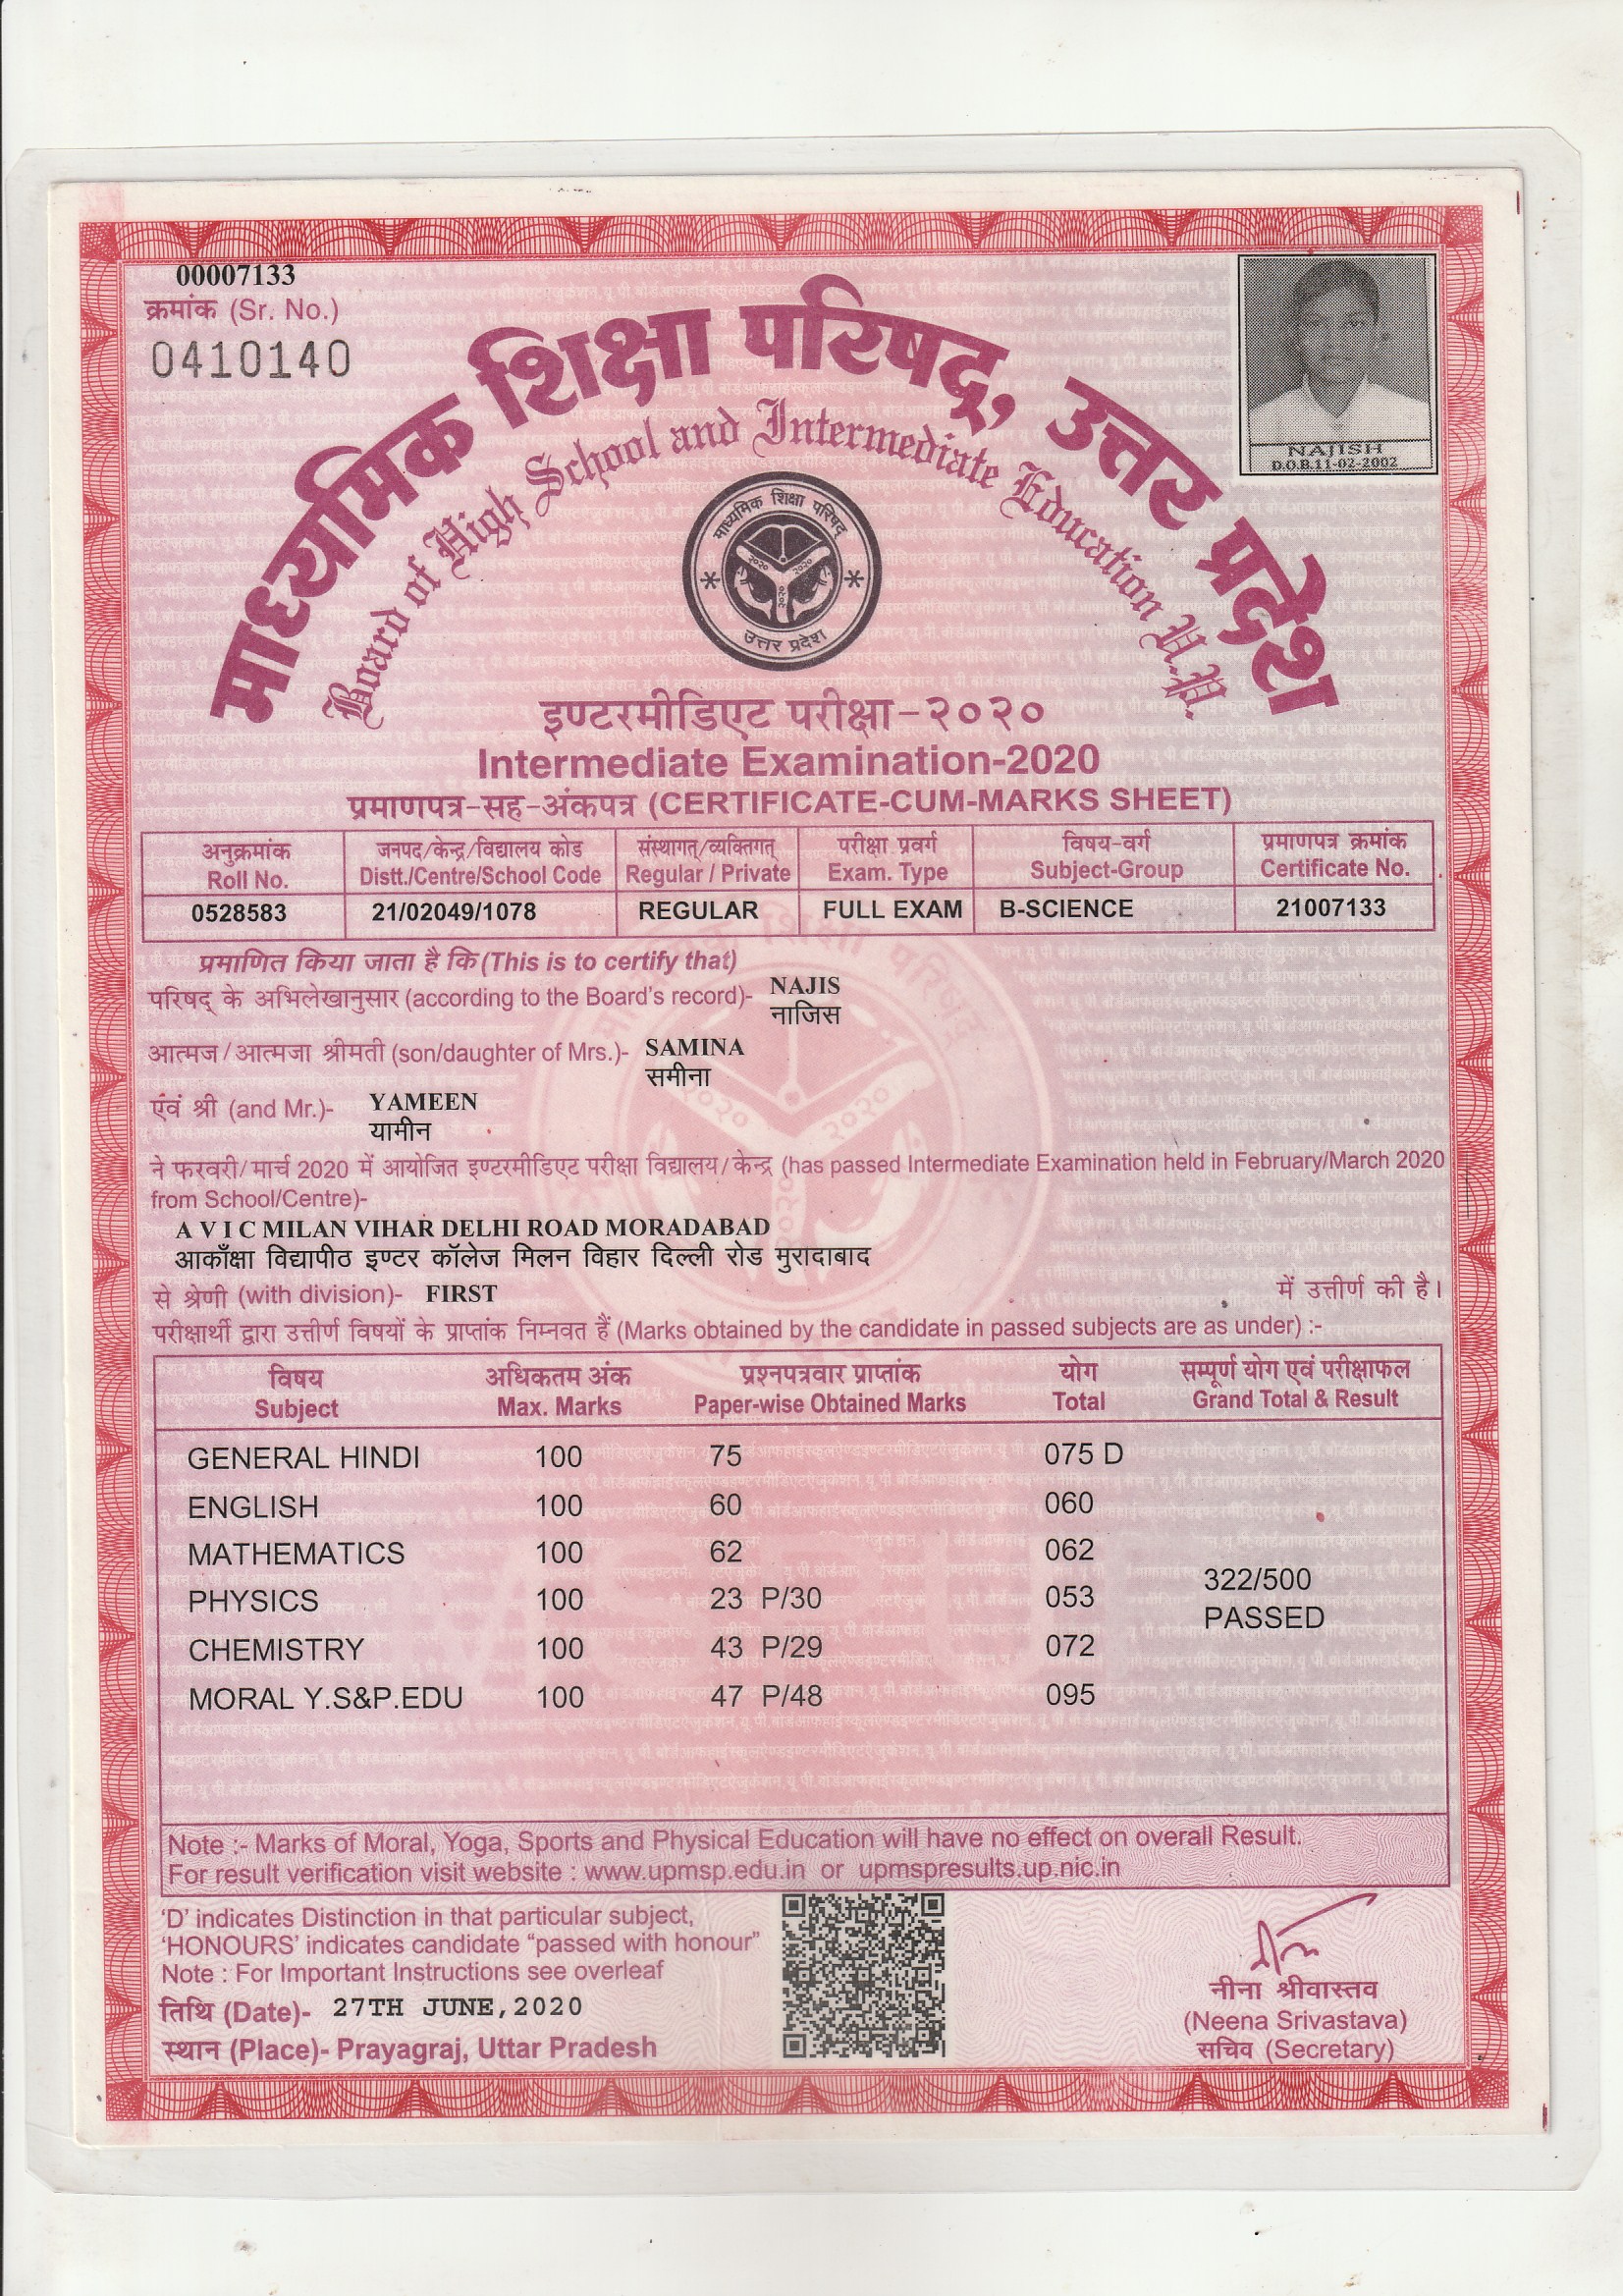 00007133
क्रमांक (Sr. No.)
0410140
माध्यमिक शिक्षा परिषद्, उत्तर प्रदेश
Board of High School and Intermediate Education U.P.
NAJISH
D.O.B.11-02-2002
माध्यमिक शिक्षा परिषद्
२०२० २०२०
२०२०
उत्तर प्रदेश
इण्टरमीडिएट परीक्षा-२०२०
Intermediate Examination-2020
प्रमाणपत्र-सह-अंकपत्र (CERTIFICATE-CUM-MARKS SHEET)
अनुक्रमांक जनपद/केन्द्र/विद्यालय कोड संस्थागत्/व्यक्तिगत् परीक्षा प्रवर्ग विषय-वर्ग प्रमाणपत्र क्रमांक
Roll No. Distt./Centre/School Code Regular / Private Exam. Type Subject-Group Certificate No.
0528583 21/02049/1078 REGULAR FULL EXAM B-SCIENCE 21007133
प्रमाणित किया जाता है कि (This is to certify that)
परिषद् के अभिलेखानुसार (according to the Board's record)- NAJIS
नाजिस
आत्मज/आत्मजा श्रीमती (son/daughter of Mrs.)- SAMINA
समीना
एवं श्री (and Mr.)- YAMEEN
यामीन
ने फरवरी/मार्च 2020 में आयोजित इण्टरमीडिएट परीक्षा विद्यालय/केन्द्र (has passed Intermediate Examination held in February/March 2020
from School/Centre)-
A V I C MILAN VIHAR DELHI ROAD MORADABAD
आकाँक्षा विद्यापीठ इण्टर कॉलेज मिलन विहार दिल्ली रोड मुरादाबाद
से श्रेणी (with division)- FIRST में उत्तीर्ण की है।
परीक्षार्थी द्वारा उत्तीर्ण विषयों के प्राप्तांक निम्नवत हैं (Marks obtained by the candidate in passed subjects are as under) :-
विषय अधिकतम अंक प्रश्नपत्रवार प्राप्तांक योग सम्पूर्ण योग एवं परीक्षाफल
Subject Max. Marks Paper-wise Obtained Marks Total Grand Total & Result
GENERAL HINDI 100 75 075 D
ENGLISH 100 60 060
MATHEMATICS 100 62 062
322/500
PHYSICS 100 23 P/30 053
PASSED
CHEMISTRY 100 43 P/29 072
MORAL Y.S&P.EDU 100 47 P/48 095
Note :- Marks of Moral, Yoga, Sports and Physical Education will have no effect on overall Result.
For result verification visit website : www.upmsp.edu.in or upmspresults.up.nic.in
'D' indicates Distinction in that particular subject,
'HONOURS' indicates candidate "passed with honour"
Note : For Important Instructions see overleaf
तिथि (Date)- 27TH JUNE,2020
स्थान (Place)- Prayagraj, Uttar Pradesh
नीना श्रीवास्तव
(Neena Srivastava)
सचिव (Secretary)